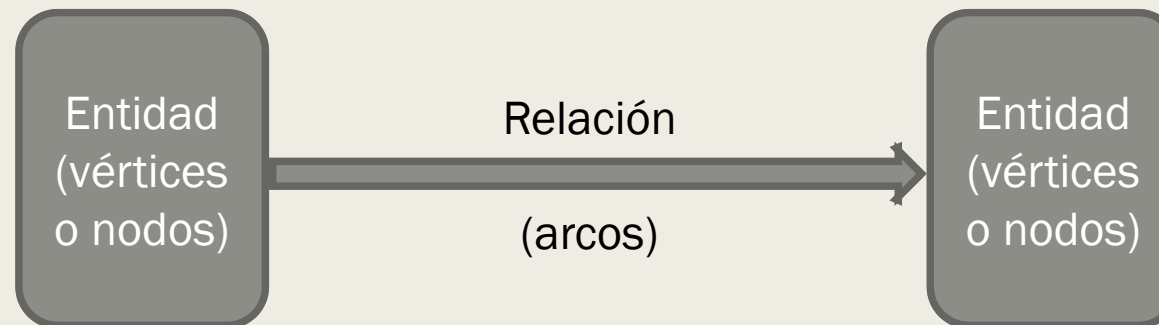 Entidad
(vértices
o nodos)
Relación
(arcos)
Entidad
(vértices
o nodos)